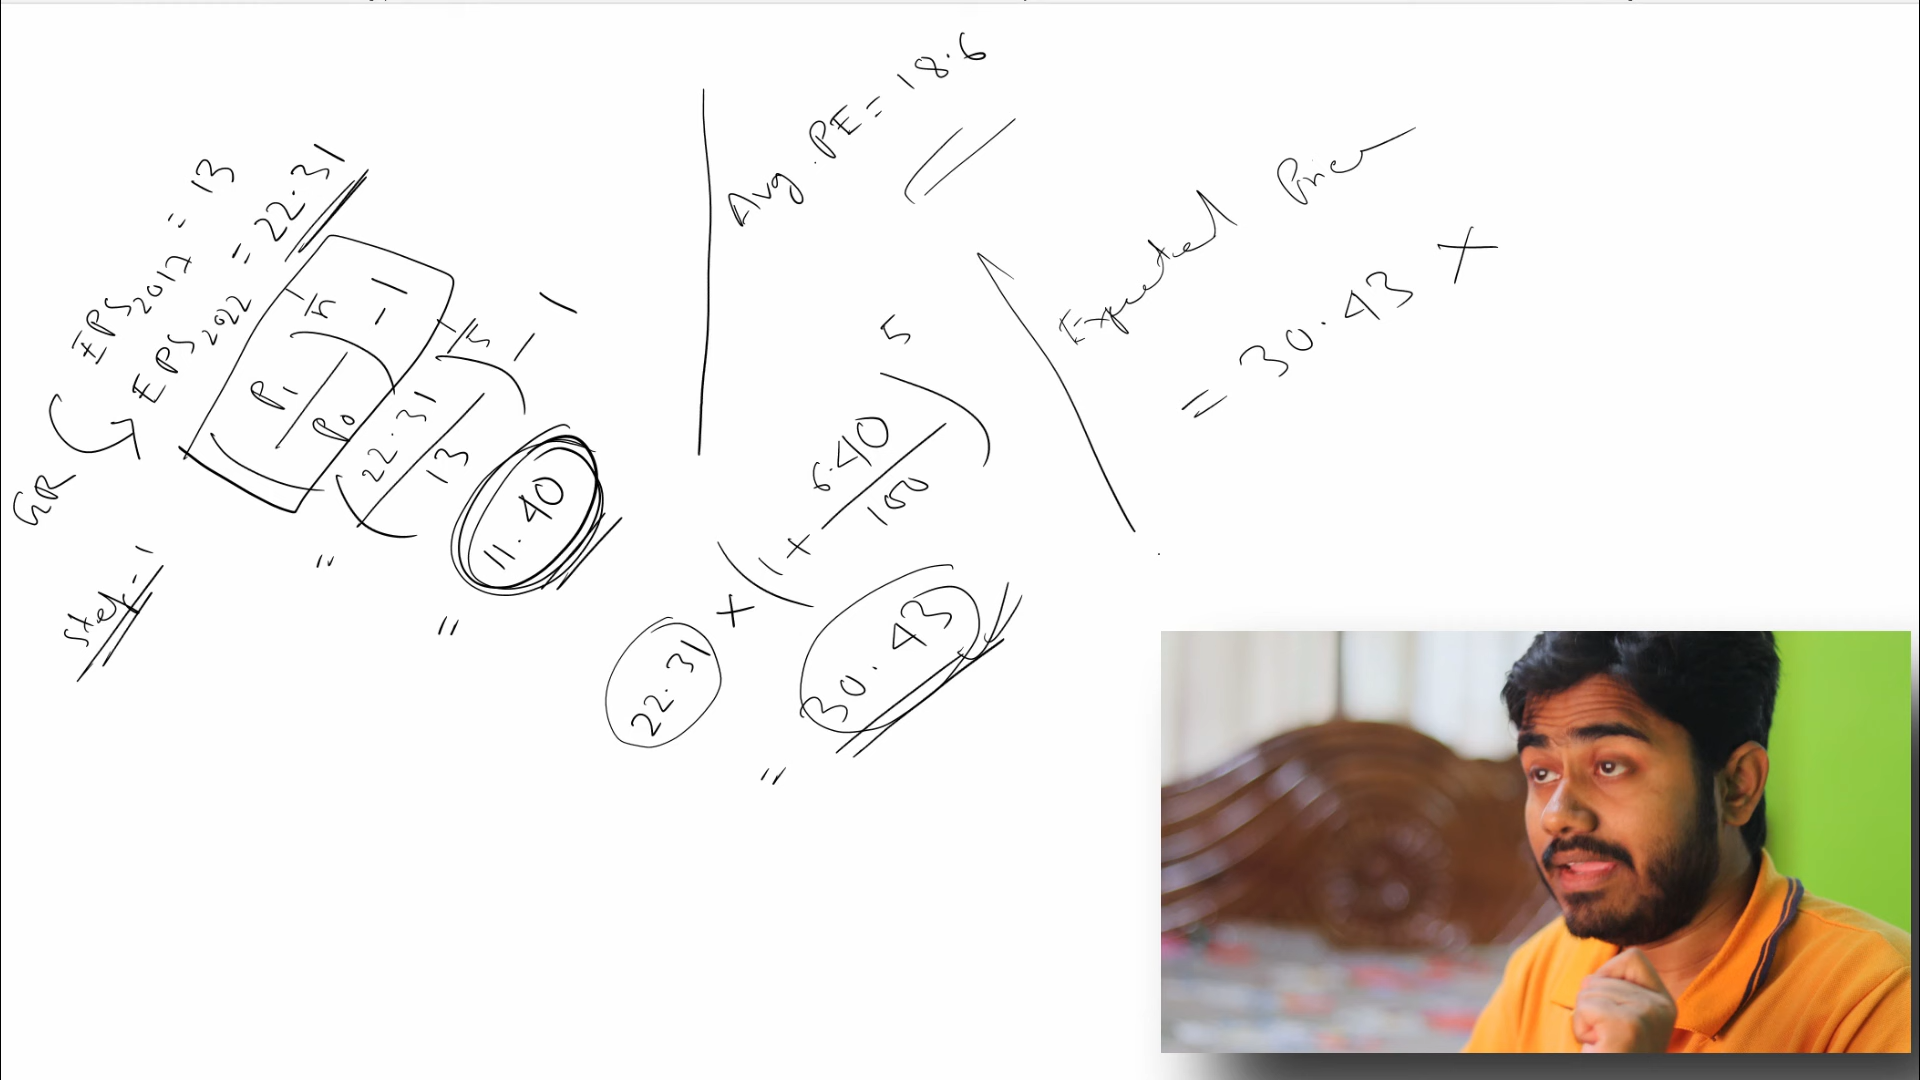 EPS2017 = 13
EPS2022 = 22.31
GR
Step-1
(P1/P0)^1/5 - 1
= (22.31/13)^1/5 - 1
= 11.40
Avg. PE = 18.6
22.31 × (1 + 6.40/100)^5
= 30.43
Expected Price
= 30.43 ×